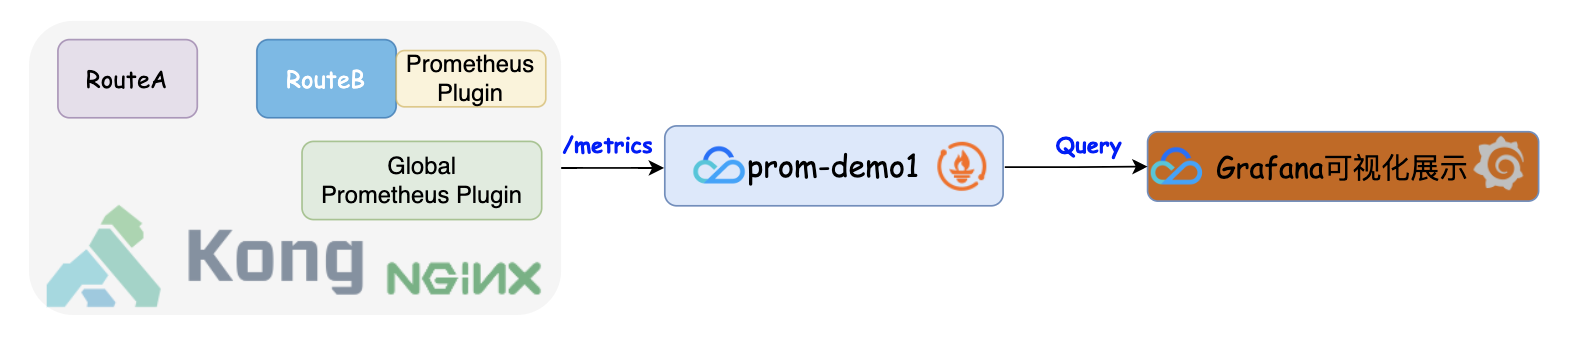 RouteA
RouteB
Prometheus
Plugin
Global
Prometheus Plugin
Kong
NGiNX
/metrics
prom-demo1
Query
Grafana可视化展示